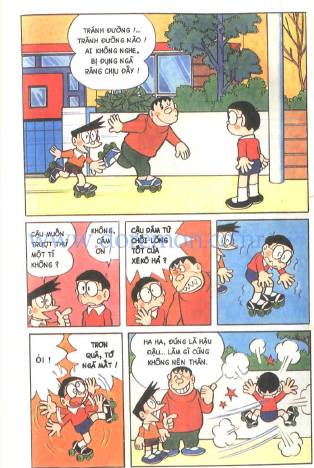 TRÁNH ĐƯỜNG!..
TRÁNH ĐƯỜNG NÀO!
AI KHÔNG NGHE,
BỊ ĐỤNG NGÃ
RÁNG CHỊU ĐẤY!
CẬU MUỐN
TRƯỢT THỬ
MỘT TÍ
KHÔNG?
KHÔNG,
CÁM
ƠN!
CẬU DÁM TỪ
CHỐI LÒNG
TỐT CỦA
XÊKÔ HẢ?
ÓI!
TRƠN
QUÁ, TỚ
NGÃ MẤT!
HA HA, ĐÚNG LÀ HẬU
ĐẬU.. LÀM GÌ CŨNG
KHÔNG NÊN THÂN.